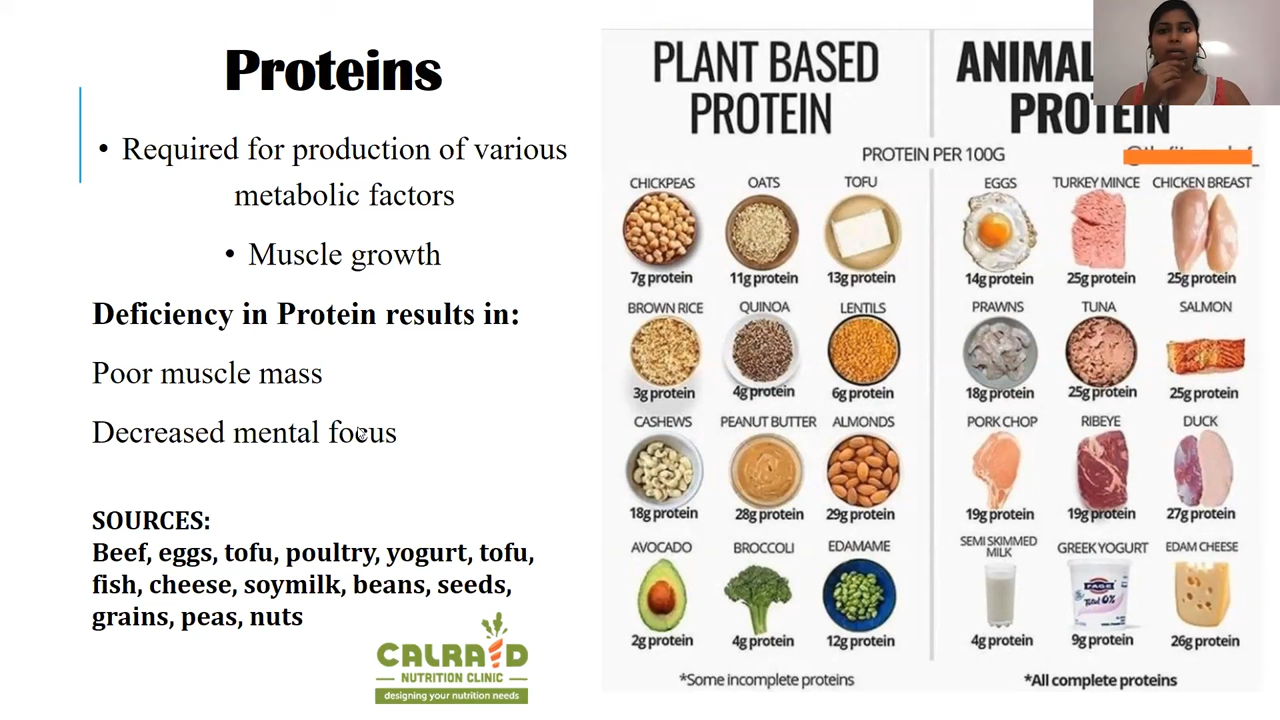 Proteins
• Required for production of various
metabolic factors
• Muscle growth
Deficiency in Protein results in:
Poor muscle mass
Decreased mental focus
SOURCES:
Beef, eggs, tofu, poultry, yogurt, tofu,
fish, cheese, soymilk, beans, seeds,
grains, peas, nuts
CALRAID
NUTRITION CLINIC
designing your nutrition needs
PLANT BASED
PROTEIN
ANIMAL
PROTEIN
PROTEIN PER 100G
CHICKPEAS OATS TOFU
7g protein 11g protein 13g protein
BROWN RICE QUINOA LENTILS
3g protein 4g protein 6g protein
CASHEWS PEANUT BUTTER ALMONDS
18g protein 28g protein 29g protein
AVOCADO BROCCOLI EDAMAME
2g protein 4g protein 12g protein
*Some incomplete proteins
EGGS TURKEY MINCE CHICKEN BREAST
14g protein 25g protein 25g protein
PRAWNS TUNA SALMON
18g protein 25g protein 25g protein
PORK CHOP RIBEYE DUCK
19g protein 19g protein 27g protein
SEMI SKIMMED
MILK
GREEK YOGURT EDAM CHEESE
FAGE
Total 0%
4g protein 9g protein 26g protein
*All complete proteins